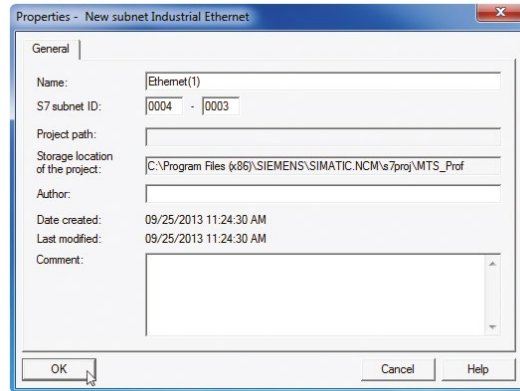 Properties - New subnet Industrial Ethernet
General
Name: Ethernet(1)
S7 subnet ID: 0004 - 0003
Project path:
Storage location
of the project: C:\Program Files (x86)\SIEMENS\SIMATIC.NCM\s7proj\MTS_Prof
Author:
Date created: 09/25/2013 11:24:30 AM
Last modified: 09/25/2013 11:24:30 AM
Comment:
OK Cancel Help